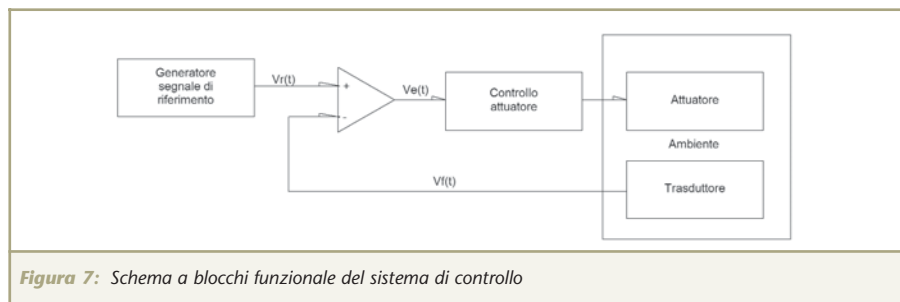 Generatore
segnale di
riferimento
Vr(t)
+
-
Ve(t)
Controllo
attuatore
Attuatore
Ambiente
Trasduttore
Vf(t)
Figura 7: Schema a blocchi funzionale del sistema di controllo